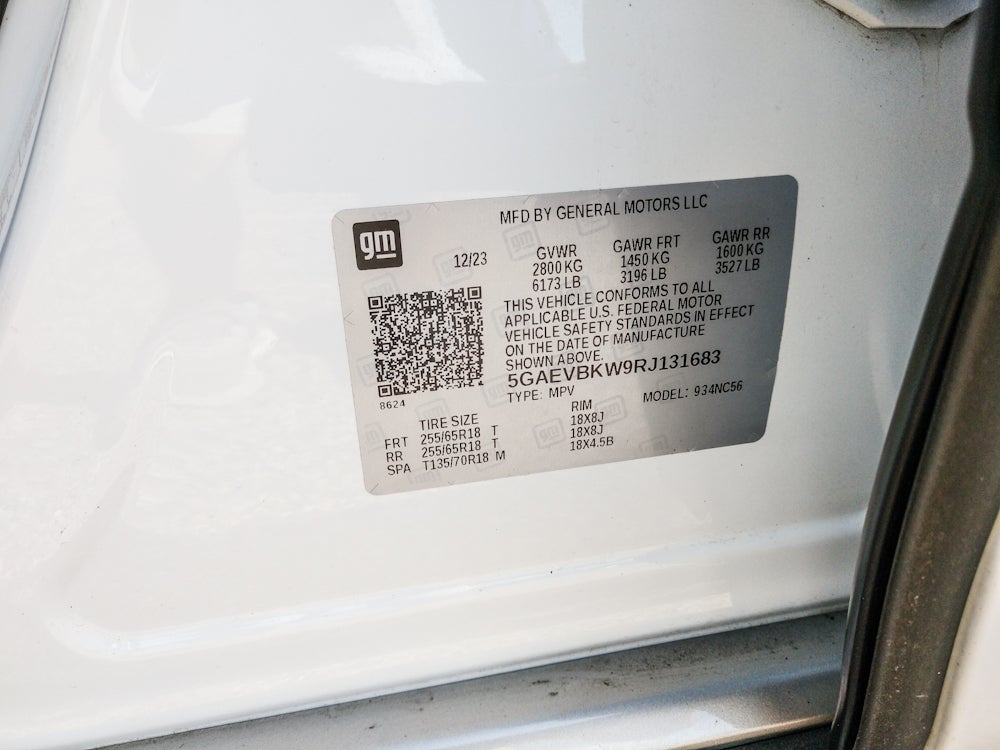 MFD BY GENERAL MOTORS LLC
gm
12/23
GVWR GAWR FRT GAWR RR
2800 KG 1450 KG 1600 KG
6173 LB 3196 LB 3527 LB
THIS VEHICLE CONFORMS TO ALL
APPLICABLE U.S. FEDERAL MOTOR
VEHICLE SAFETY STANDARDS IN EFFECT
ON THE DATE OF MANUFACTURE
SHOWN ABOVE.
5GAEVBKW9RJ131683
TYPE: MPV MODEL: 934NC56
8624
TIRE SIZE RIM
FRT 255/65R18 T 18X8J
RR 255/65R18 T 18X8J
SPA T135/70R18 M 18X4.5B